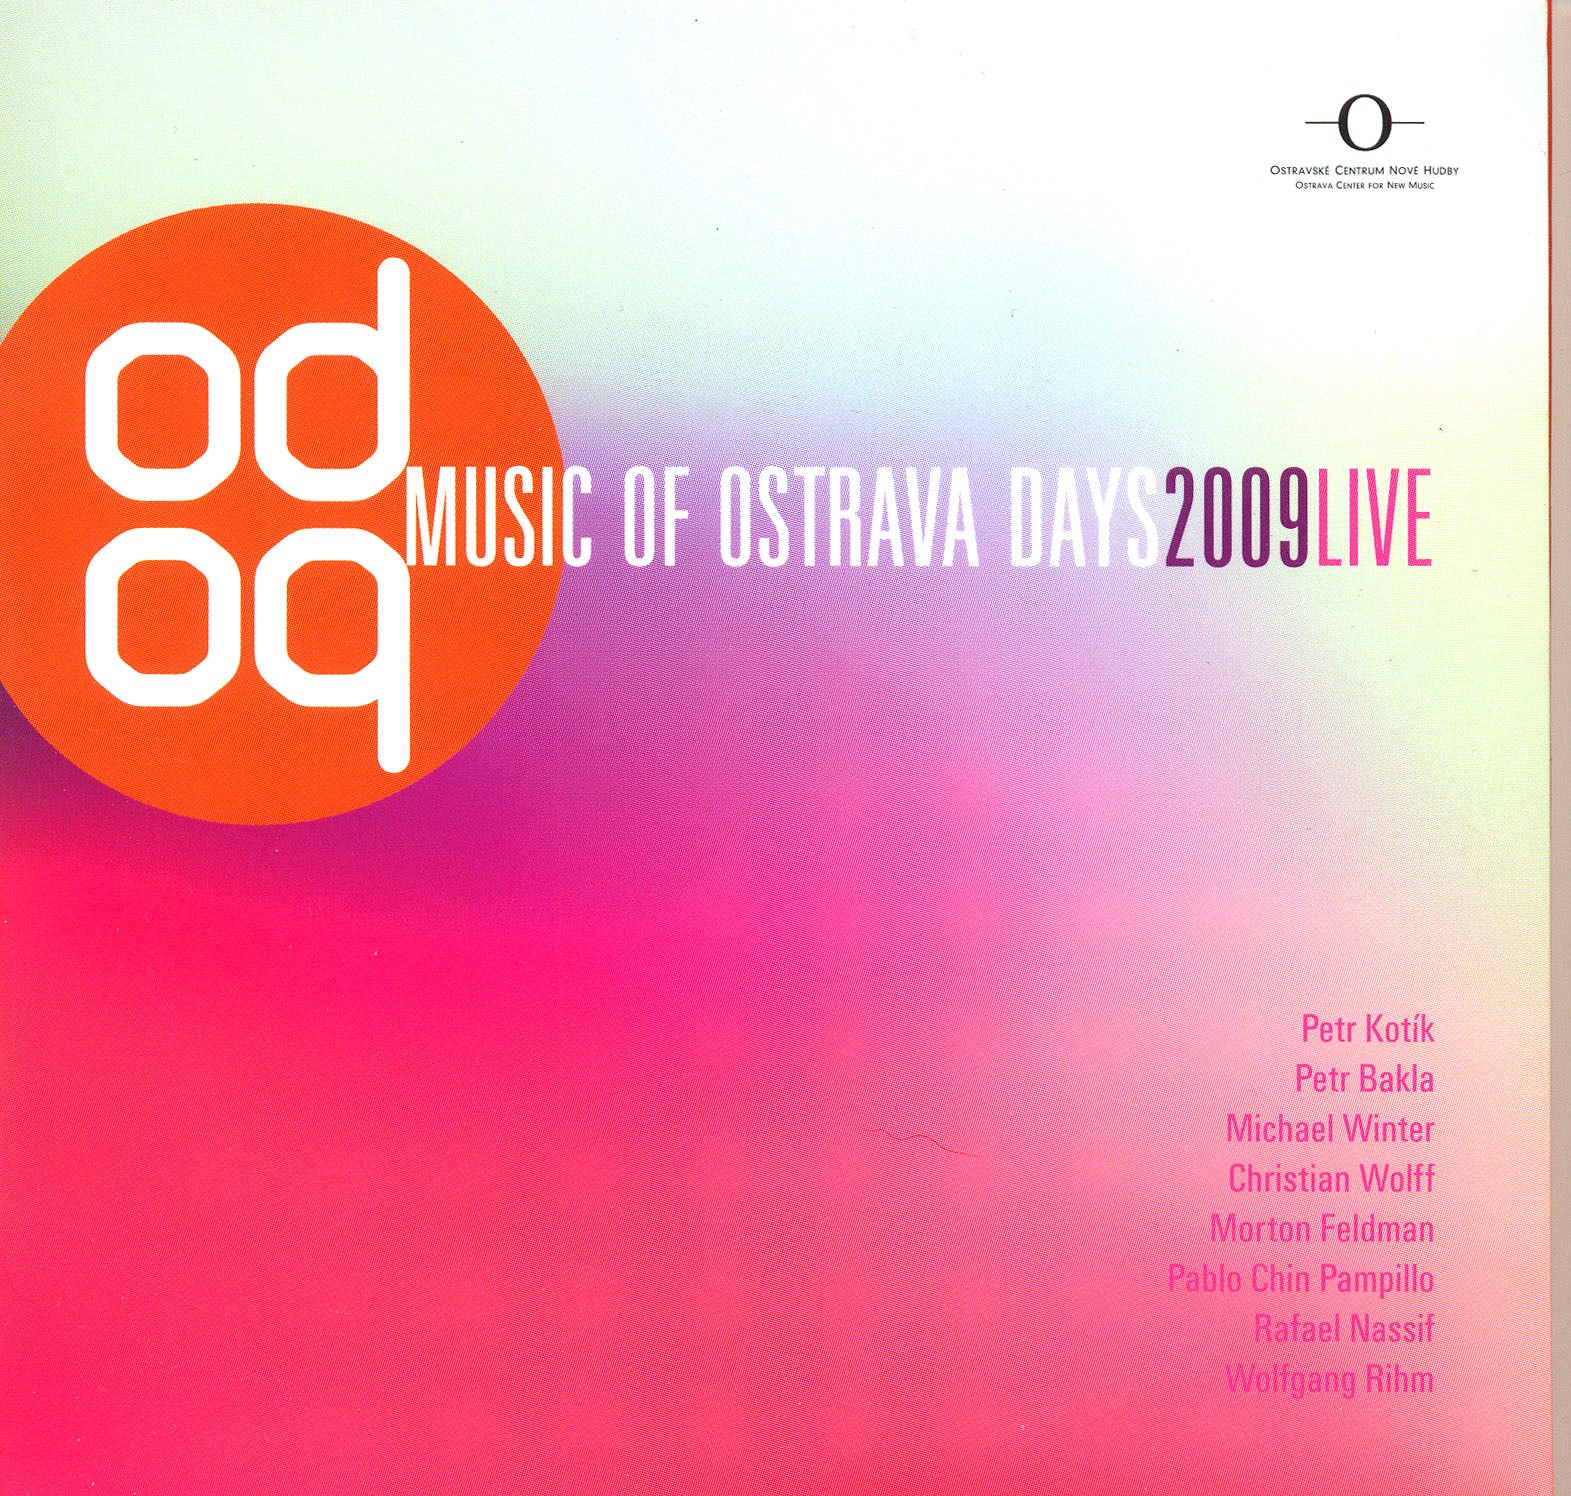 OSTRAVSKÉ CENTRUM NOVÉ HUDBY
OSTRAVA CENTER FOR NEW MUSIC
od
oq
MUSIC OF OSTRAVA DAYS2009LIVE
Petr Kotík
Petr Bakla
Michael Winter
Christian Wolff
Morton Feldman
Pablo Chin Pampillo
Rafael Nassif
Wolfgang Rihm